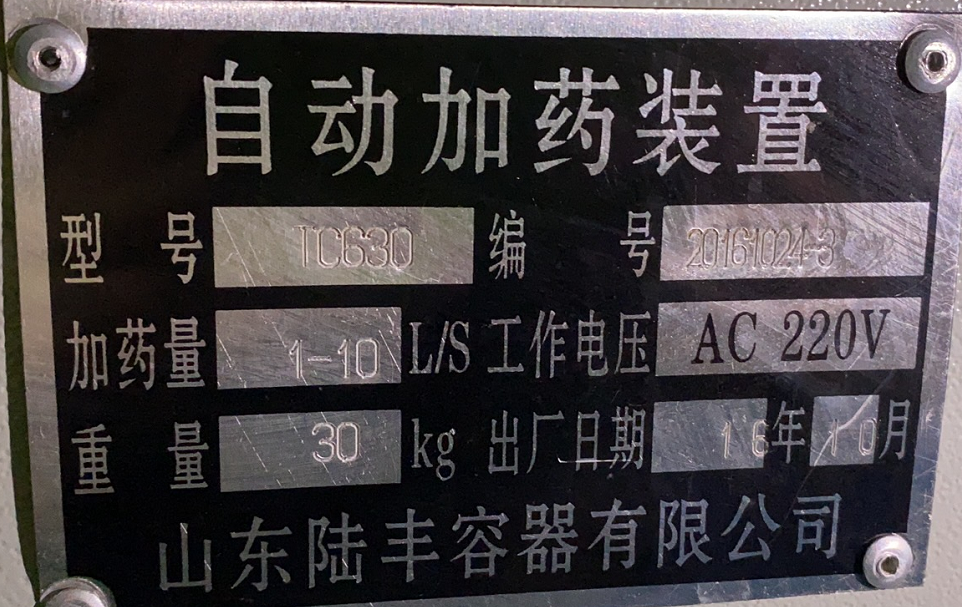 自动加药装置
型号 TC630 编号 20161024-3
加药量 1-10 L/S 工作电压 AC 220V
重量 30 kg 出厂日期 16年10月
山东陆丰容器有限公司